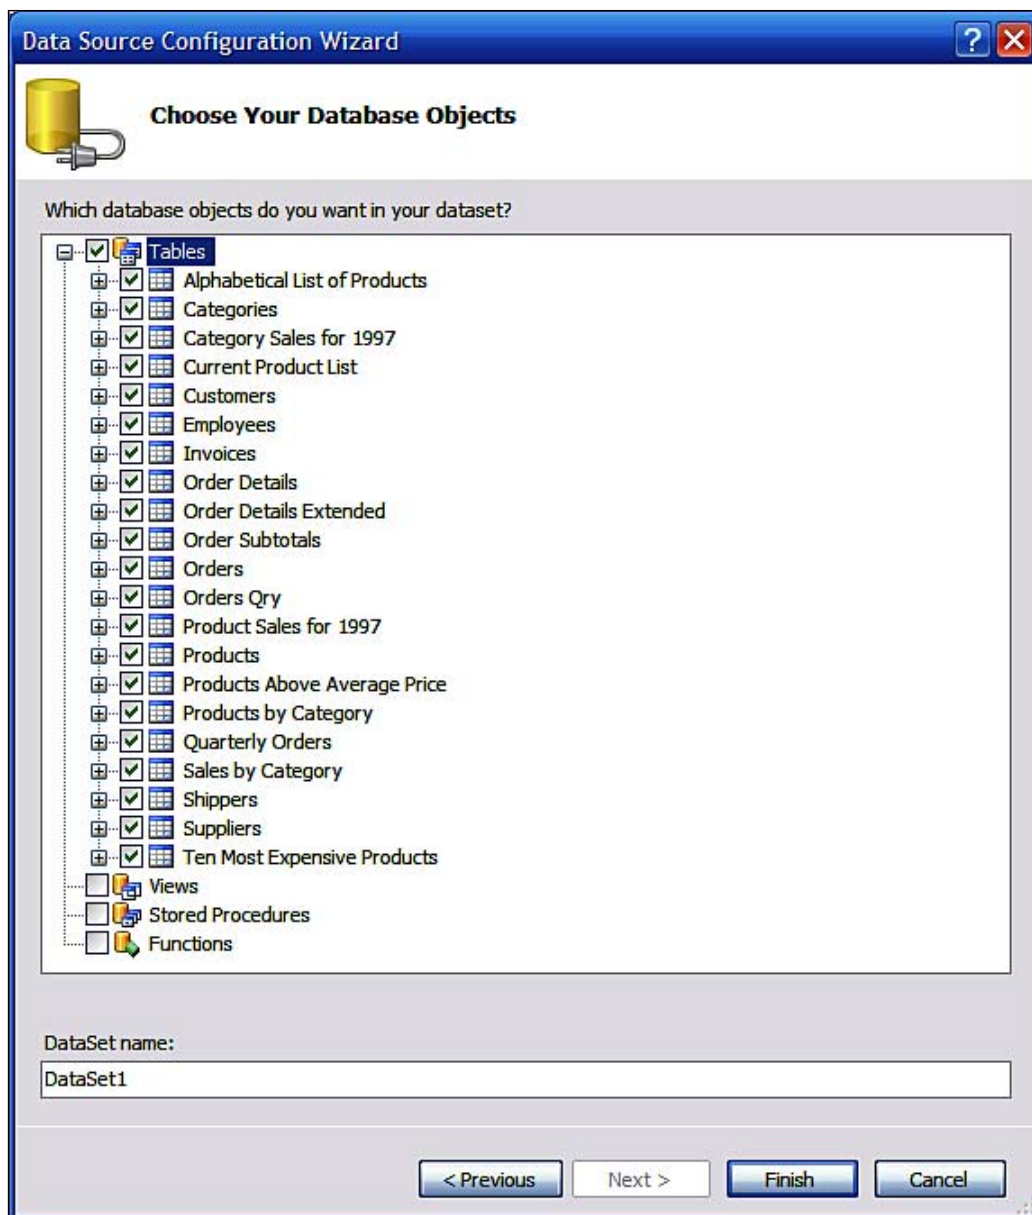 Data Source Configuration Wizard
Choose Your Database Objects
Which database objects do you want in your dataset?
Tables
Alphabetical List of Products
Categories
Category Sales for 1997
Current Product List
Customers
Employees
Invoices
Order Details
Order Details Extended
Order Subtotals
Orders
Orders Qry
Product Sales for 1997
Products
Products Above Average Price
Products by Category
Quarterly Orders
Sales by Category
Shippers
Suppliers
Ten Most Expensive Products
Views
Stored Procedures
Functions
DataSet name:
DataSet1
< Previous Next > Finish Cancel